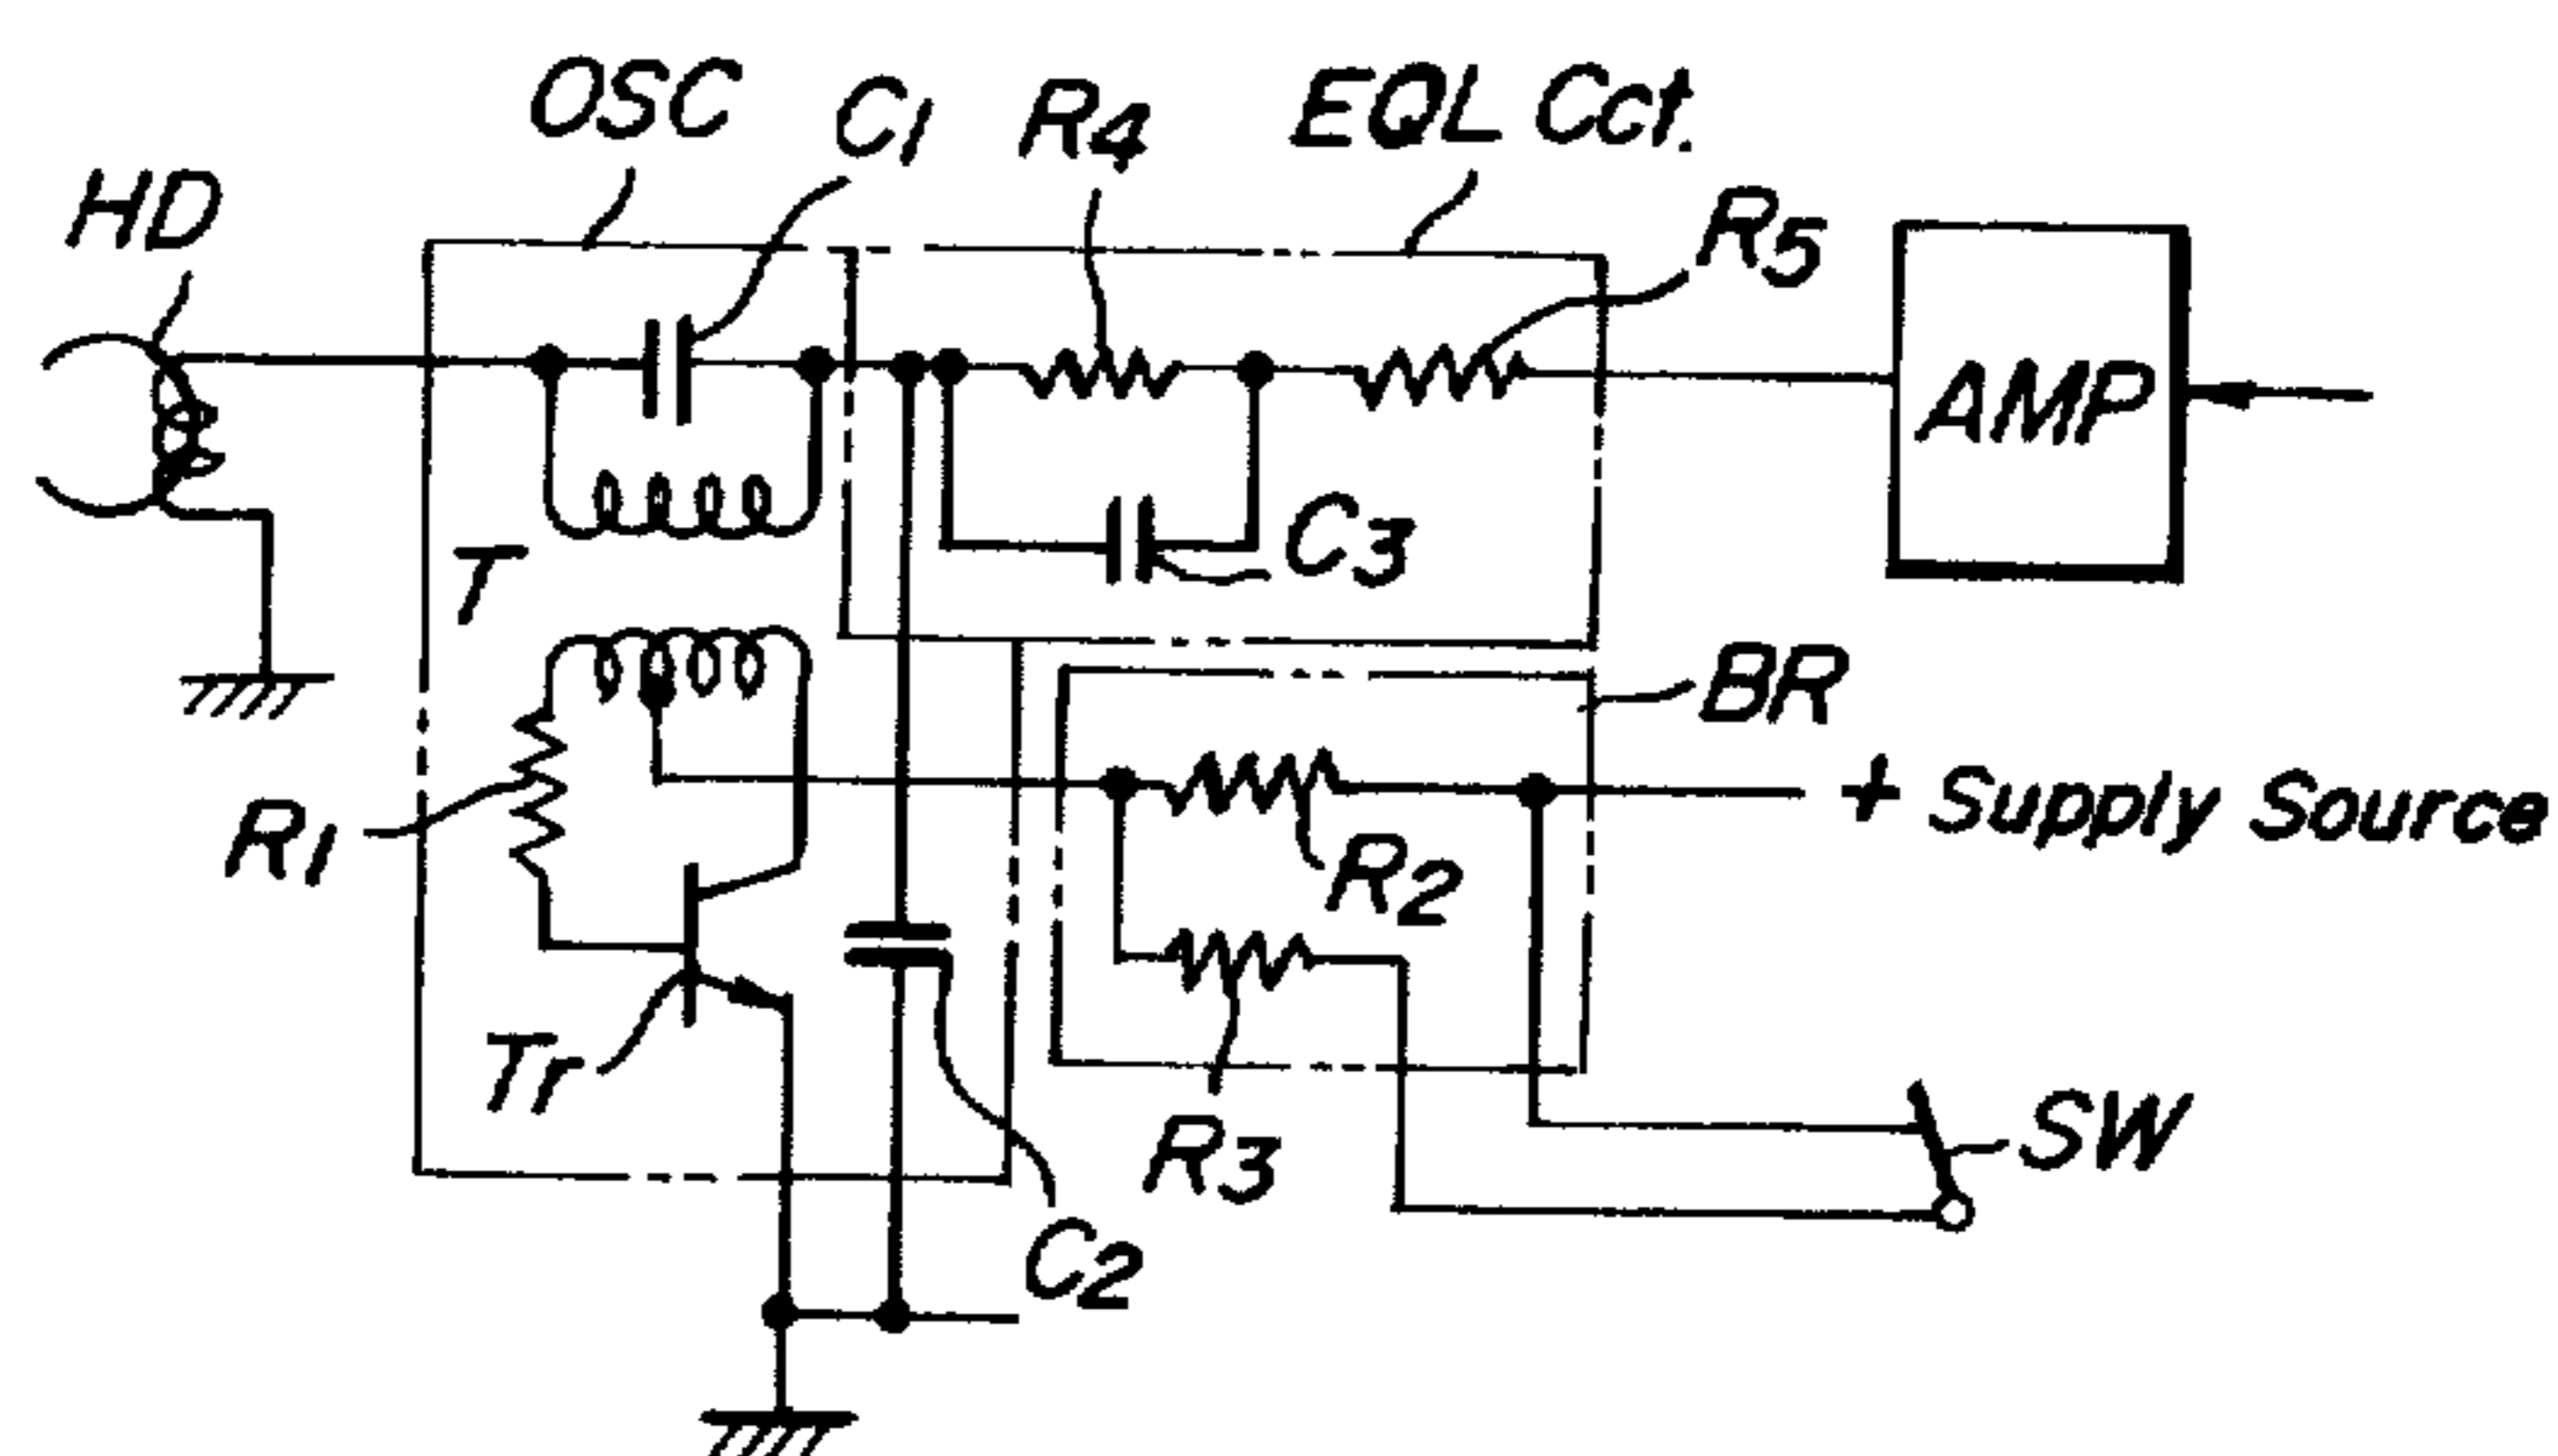 OSC
C1
R4
EQL Cct.
HD
R5
AMP
C3
T
BR
+ Supply Source
R1
R2
Tr
R3
SW
C2